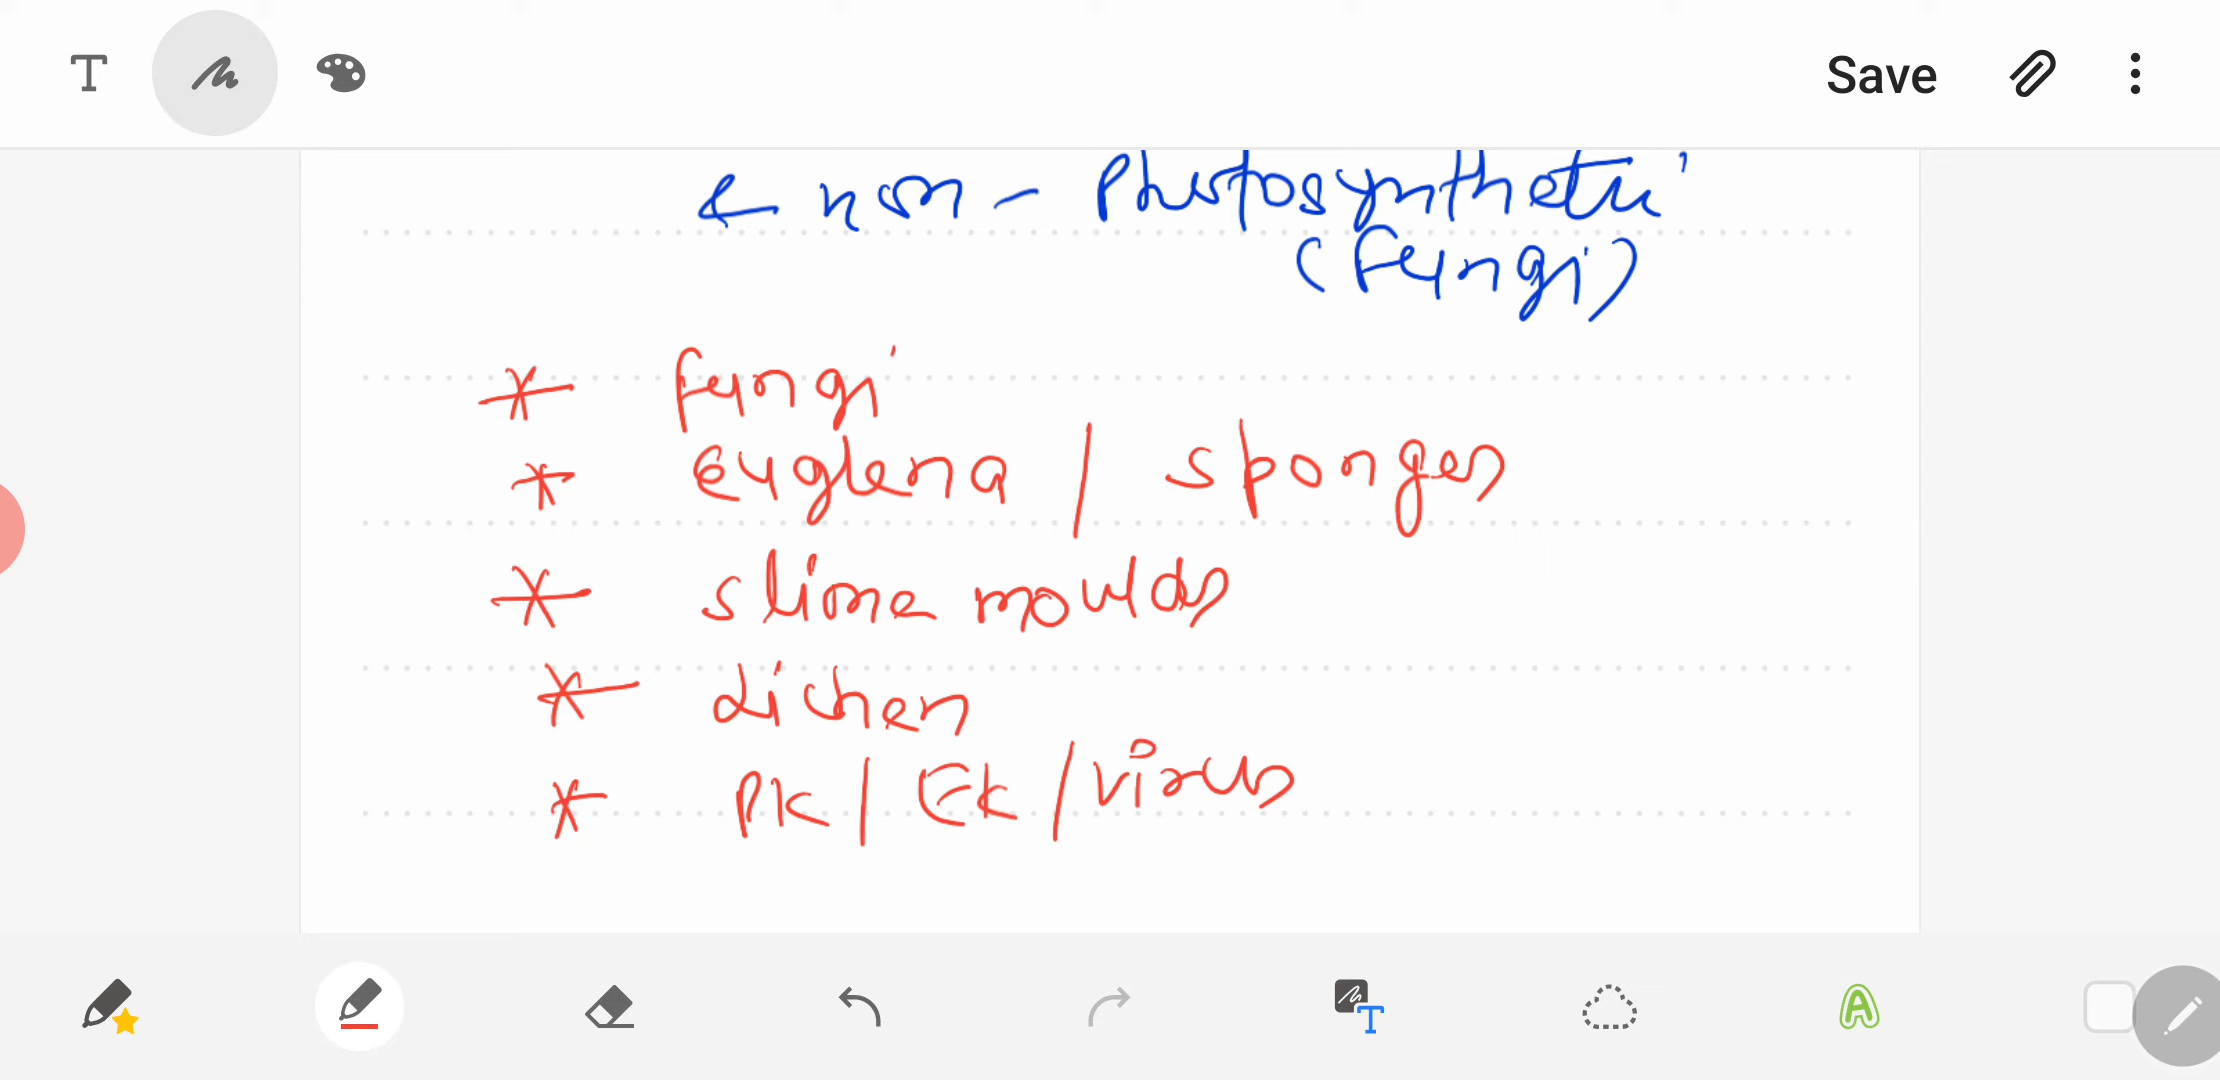 Save
& non - Photosynthetic
(Fungi)
* fungi
* euglena / sponges
* slime moulds
* Lichen
* PK / EK / virus